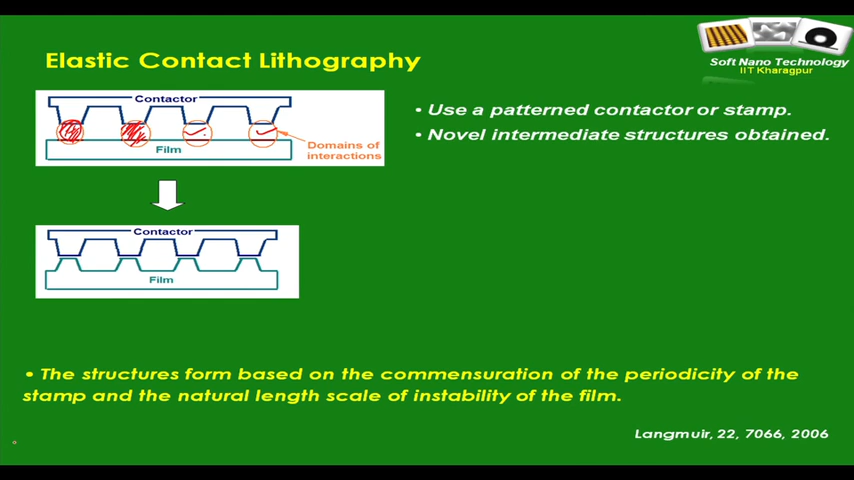 Elastic Contact Lithography
Soft Nano Technology
IIT Kharagpur
Contactor
Film
Domains of
interactions
• Use a patterned contactor or stamp.
• Novel intermediate structures obtained.
Contactor
Film
• The structures form based on the commensuration of the periodicity of the
stamp and the natural length scale of instability of the film.
Langmuir, 22, 7066, 2006